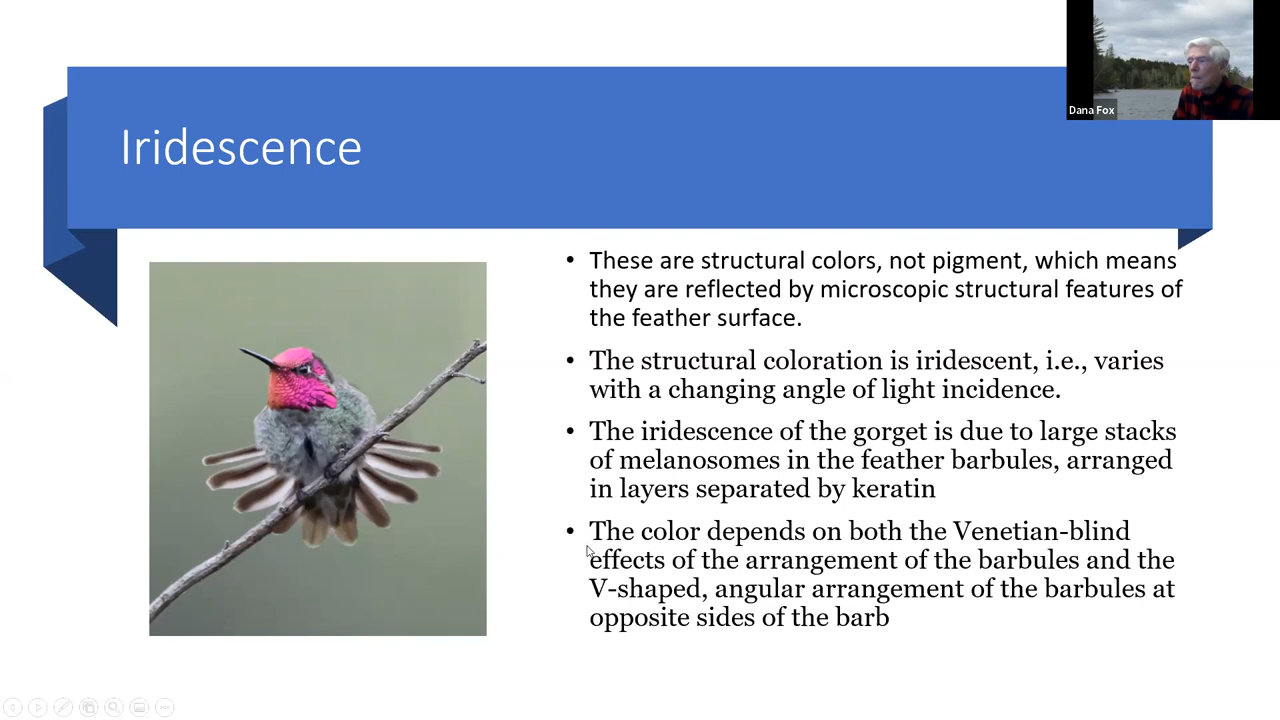 Dana Fox
Iridescence
• These are structural colors, not pigment, which means
they are reflected by microscopic structural features of
the feather surface.
• The structural coloration is iridescent, i.e., varies
with a changing angle of light incidence.
• The iridescence of the gorget is due to large stacks
of melanosomes in the feather barbules, arranged
in layers separated by keratin
• The color depends on both the Venetian-blind
effects of the arrangement of the barbules and the
V-shaped, angular arrangement of the barbules at
opposite sides of the barb